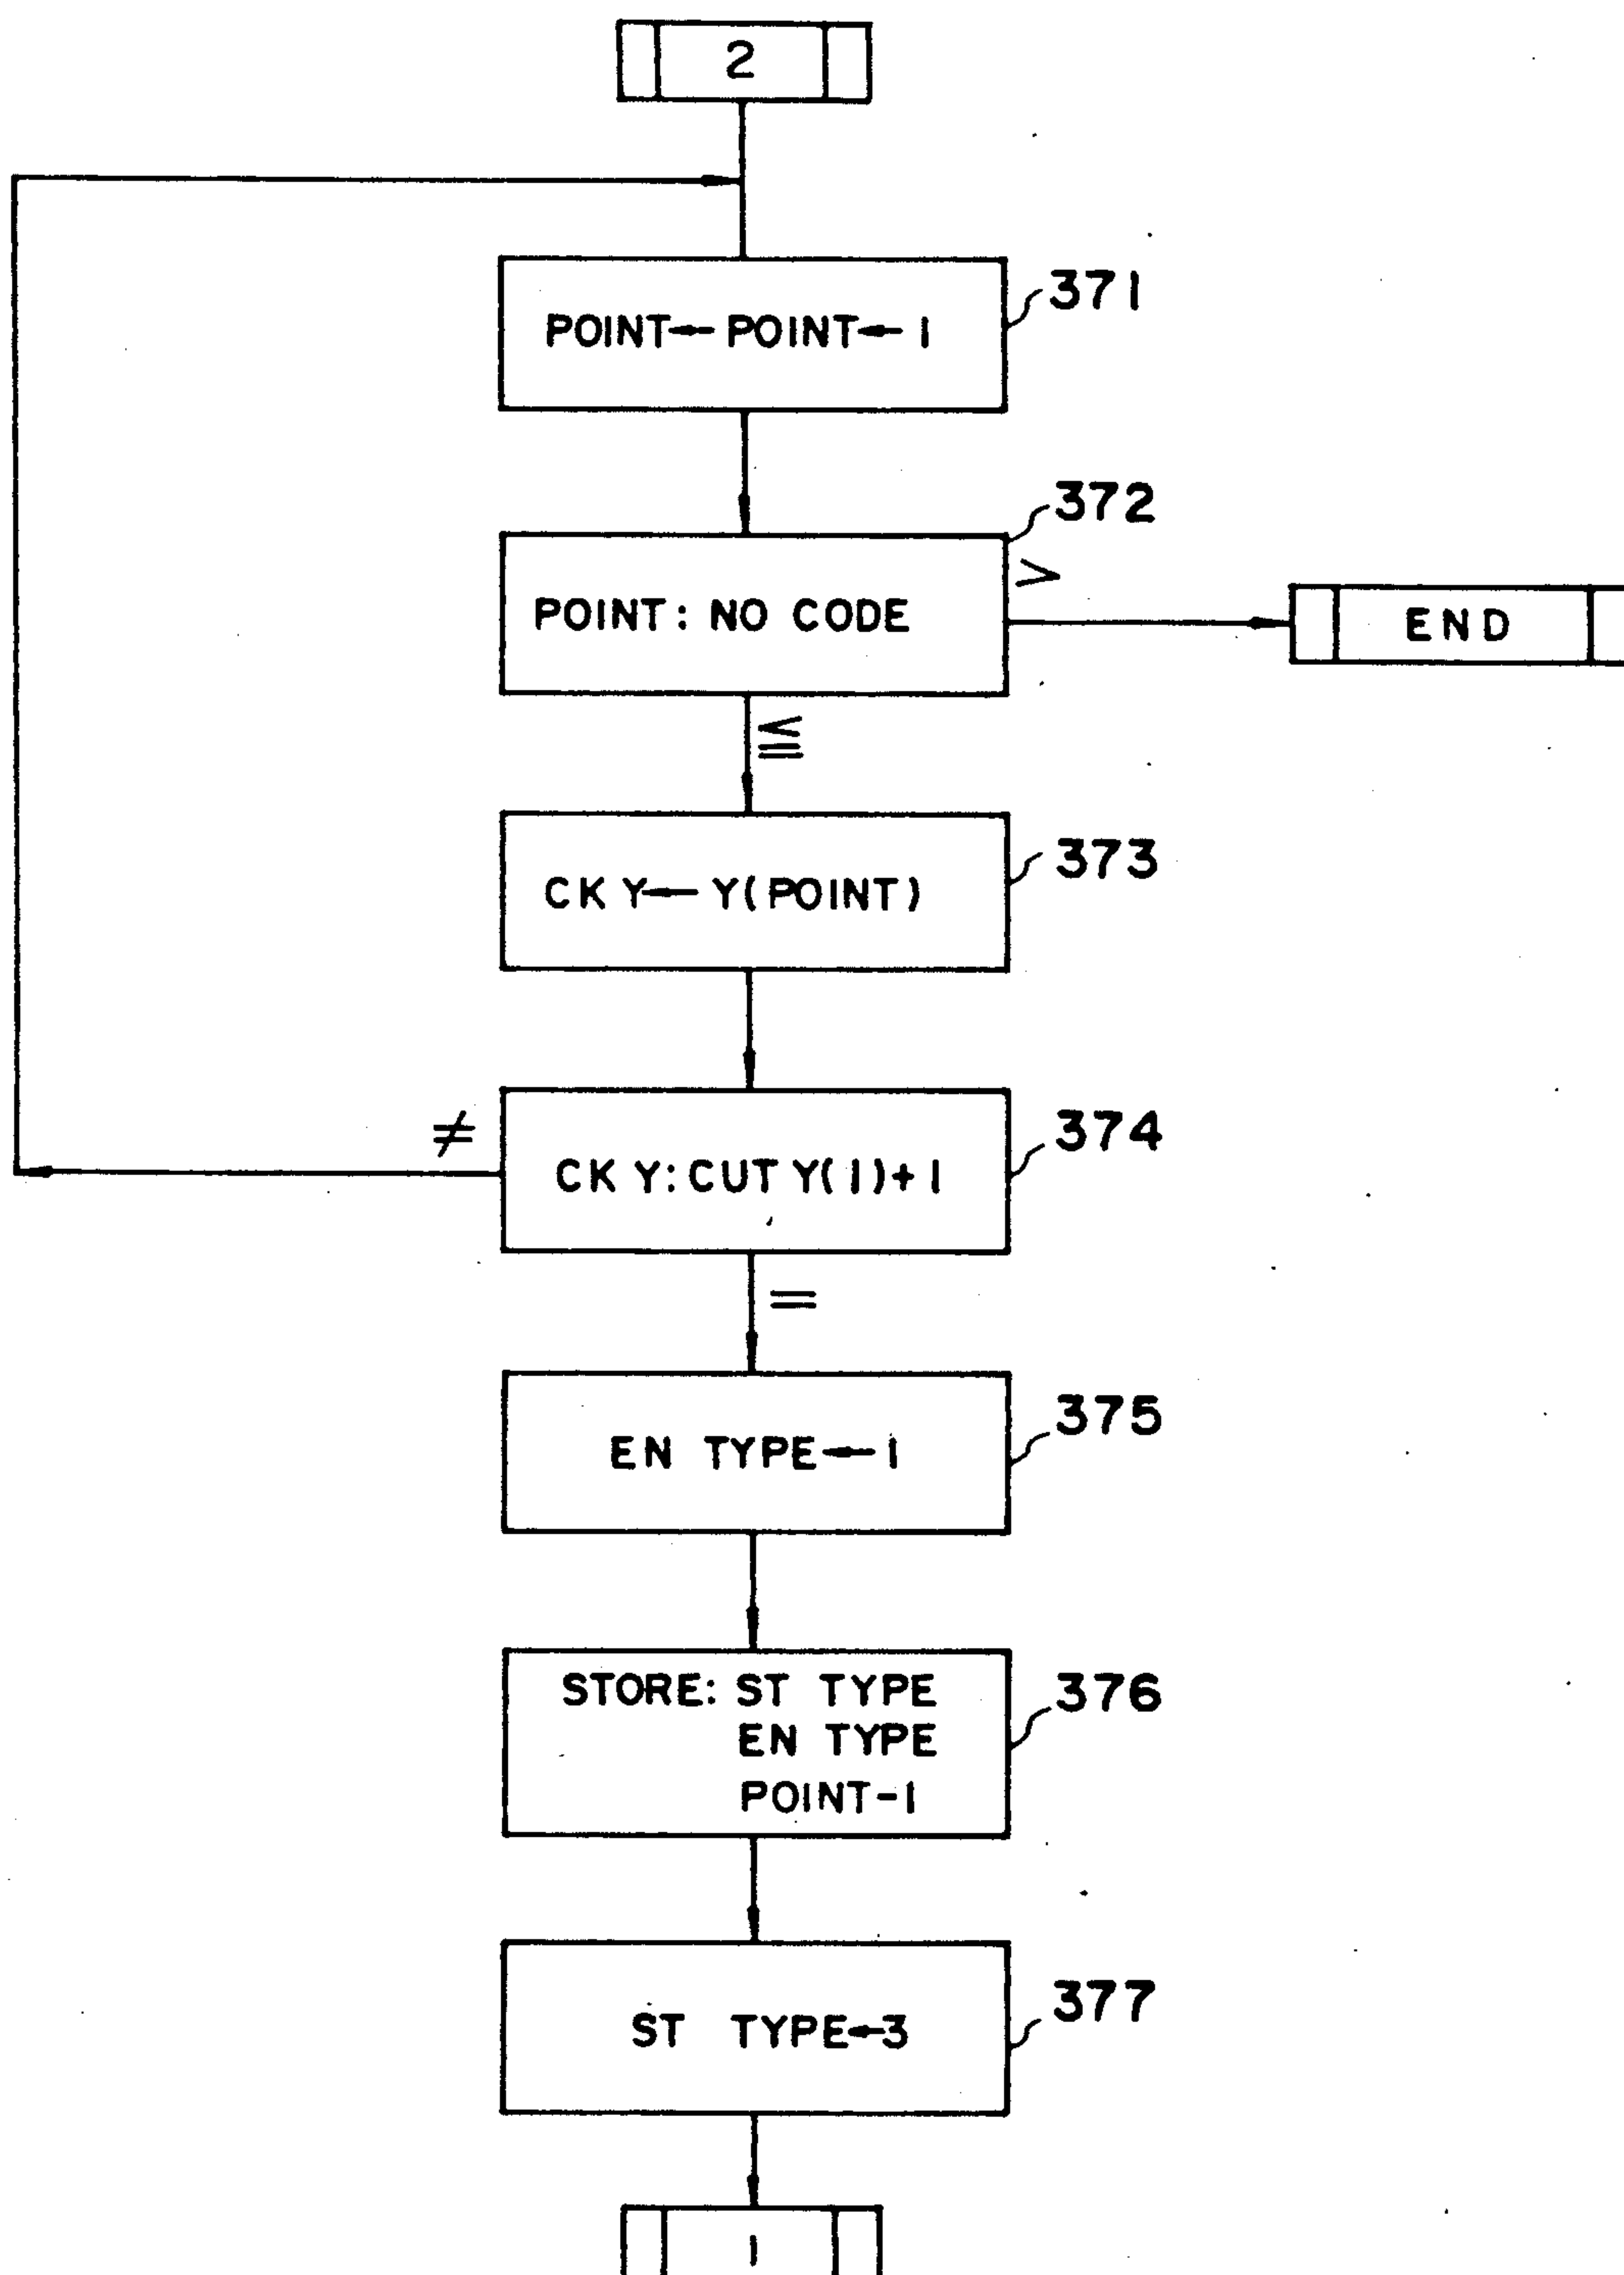 2
371
POINT←POINT←1
372
>
POINT: NO CODE
END
≦
373
CK Y← Y(POINT)
374
≠
CK Y:CUT Y(1)+1
=
375
EN TYPE←1
376
STORE: ST TYPE
EN TYPE
POINT-1
377
ST TYPE←3
1